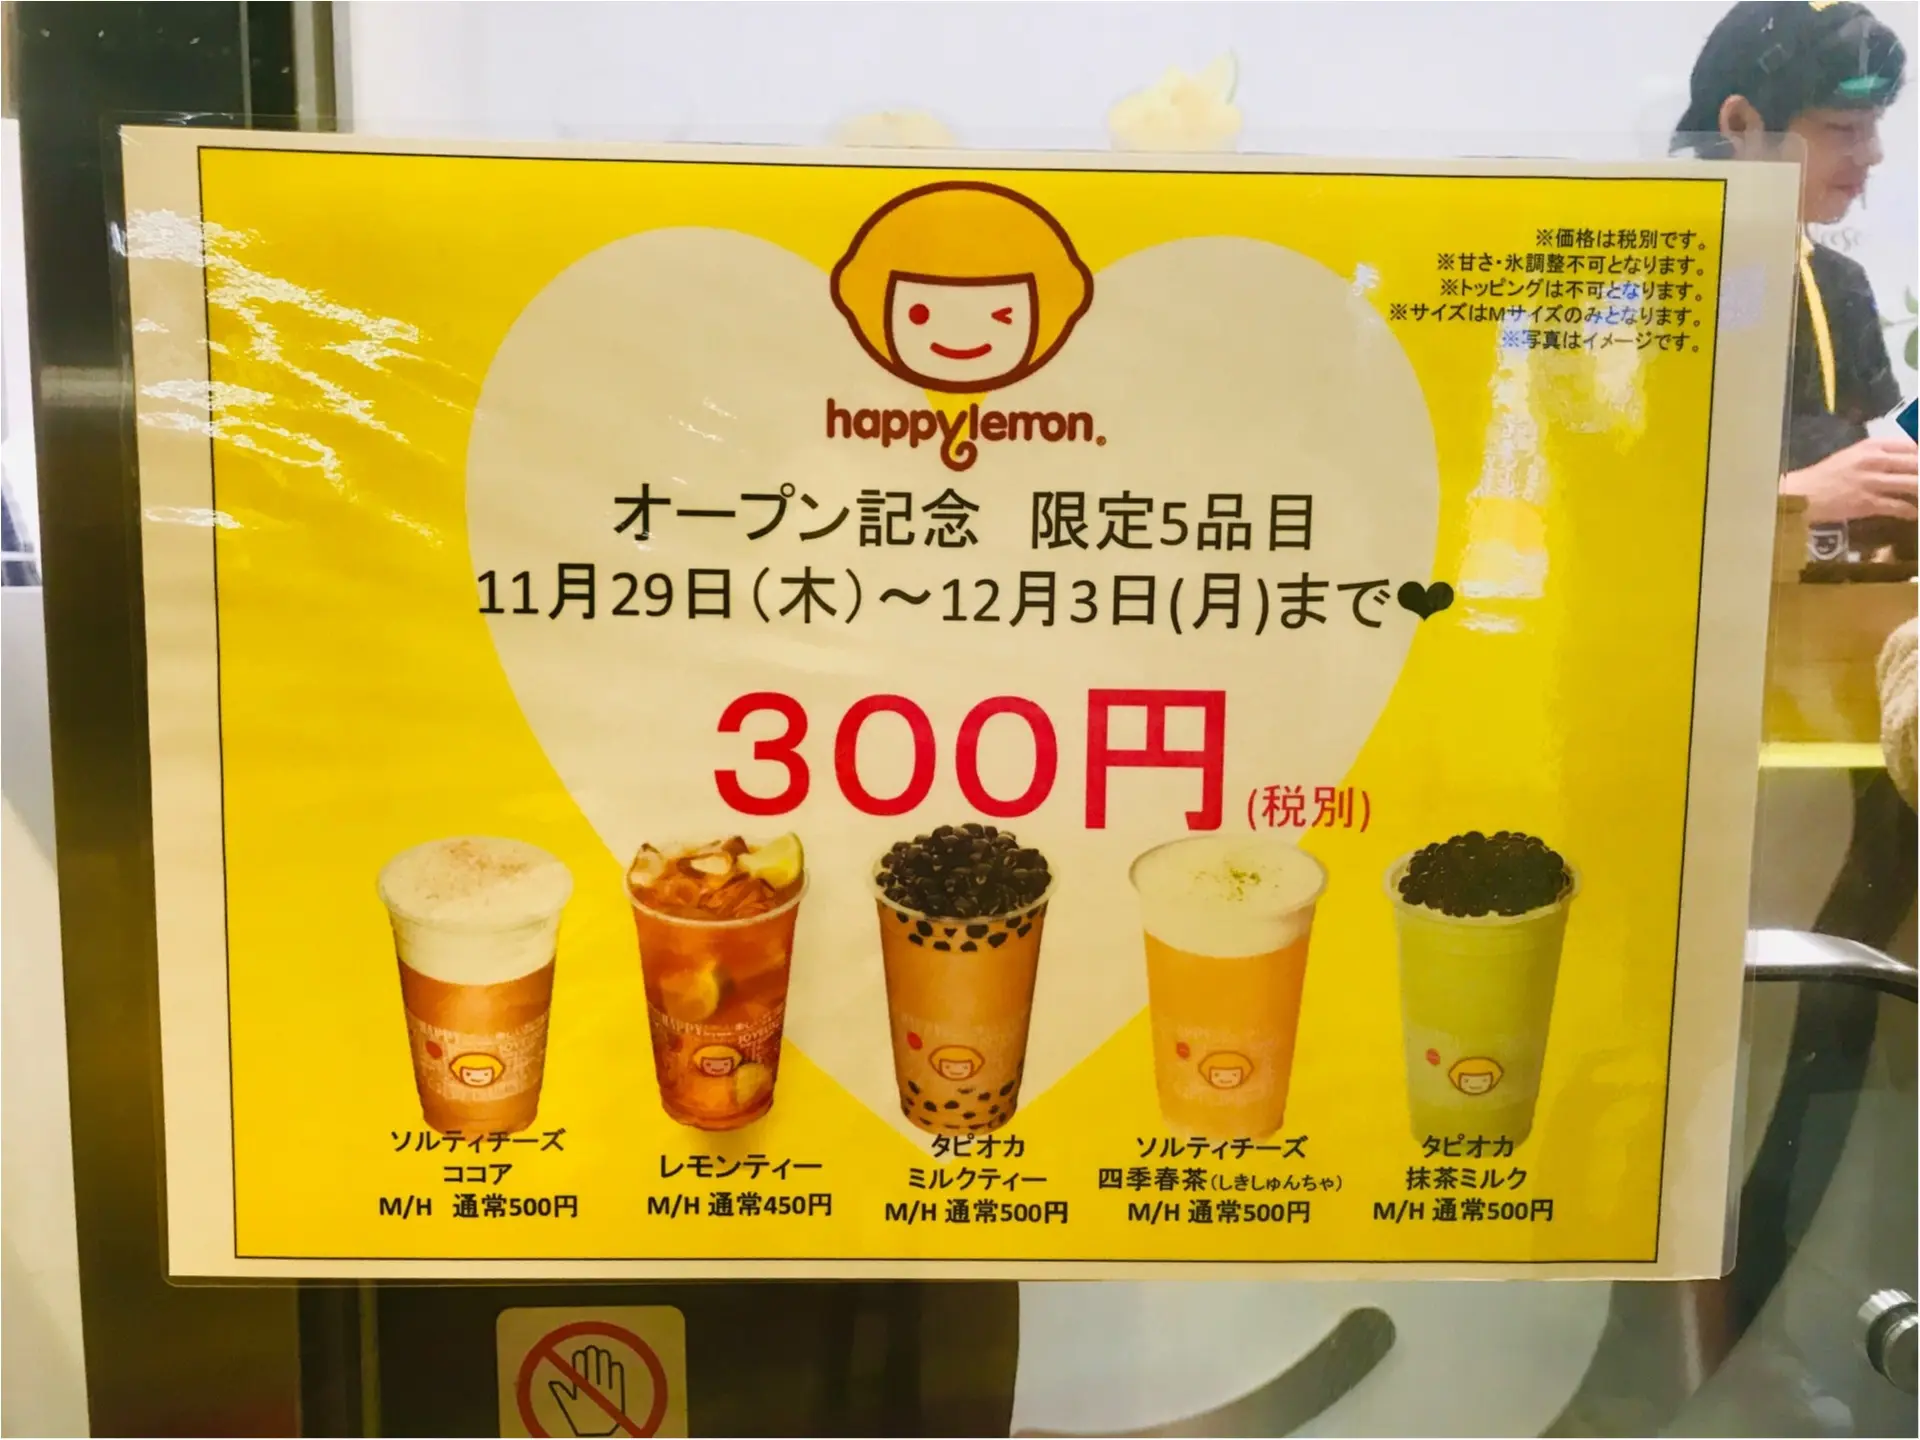 ※価格は税別です。
※甘さ・氷調整不可となります。
※トッピングは不可となります。
※サイズはMサイズのみとなります。
※写真はイメージです。
happylemon®
オープン記念 限定5品目
11月29日(木)～12月3日(月)まで❤
300円 (税別)
ソルティチーズ
ココア
M/H 通常500円
レモンティー
M/H 通常450円
タピオカ
ミルクティー
M/H 通常500円
ソルティチーズ
四季春茶(しきしゅんちゃ)
M/H 通常500円
タピオカ
抹茶ミルク
M/H 通常500円